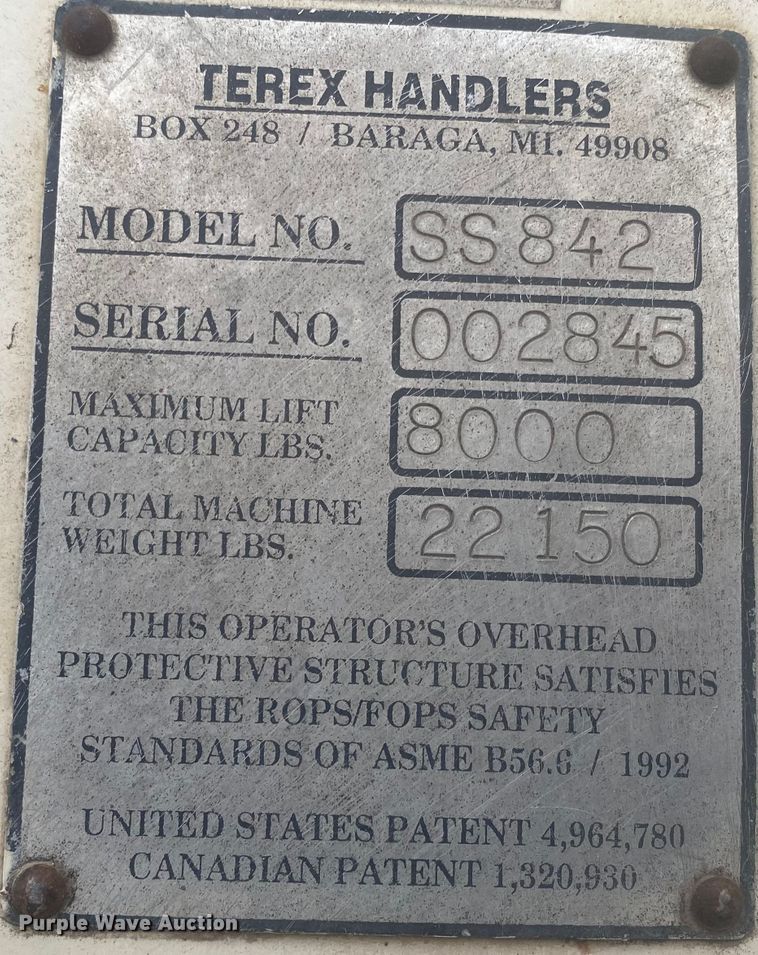 TEREX HANDLERS
BOX 248 / BARAGA, MI. 49908
MODEL NO. SS842
SERIAL NO. 002845
MAXIMUM LIFT
CAPACITY LBS. 8000
TOTAL MACHINE
WEIGHT LBS. 22150
THIS OPERATOR'S OVERHEAD
PROTECTIVE STRUCTURE SATISFIES
THE ROPS/FOPS SAFETY
STANDARDS OF ASME B56.6 / 1992
UNITED STATES PATENT 4,964,780
CANADIAN PATENT 1,320,930
Purple Wave Auction